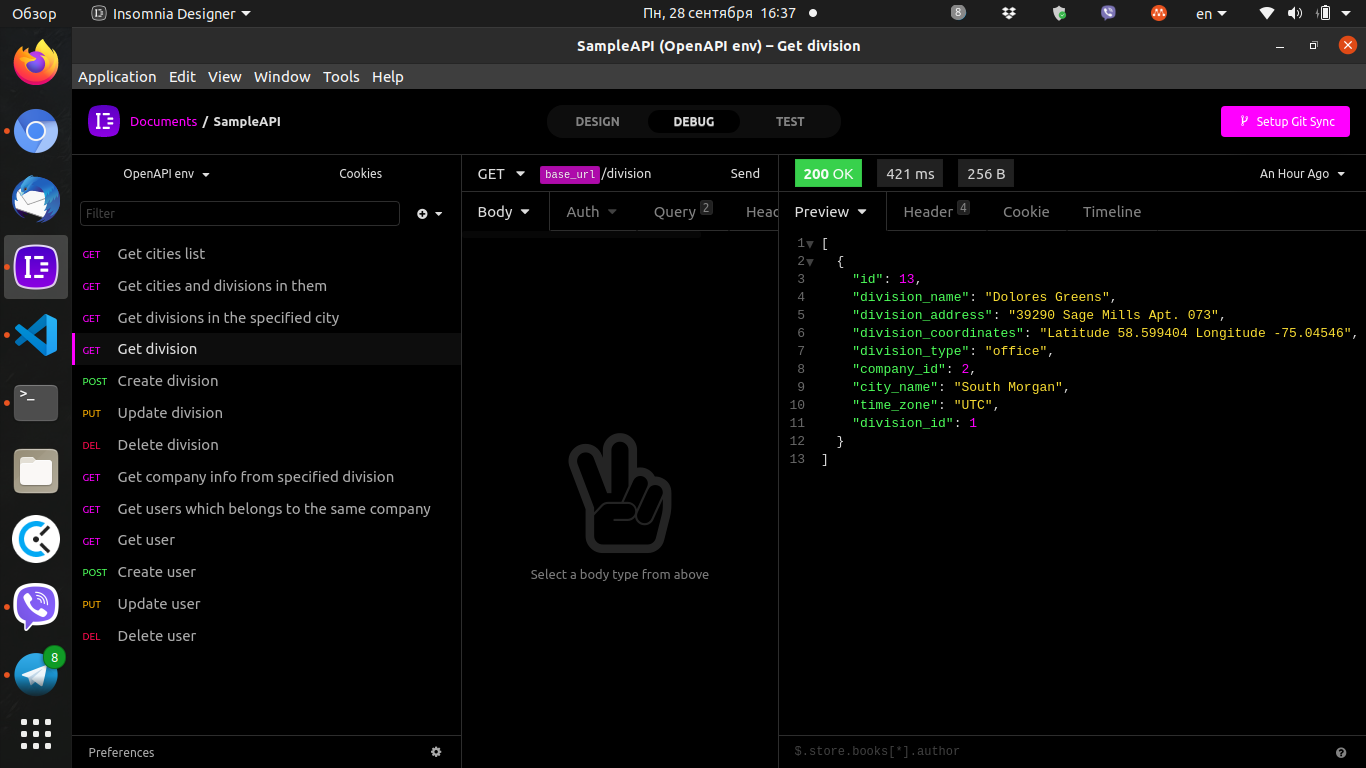 Обзор Insomnia Designer Пн, 28 сентября 16:37 8 en
SampleAPI (OpenAPI env) – Get division
Application Edit View Window Tools Help
Documents / SampleAPI DESIGN DEBUG TEST Setup Git Sync
OpenAPI env Cookies GET base_url/division Send 200 OK 421 ms 256 B An Hour Ago
Filter
Body Auth Query 2 Head Preview Header 4 Cookie Timeline
GET Get cities list
GET Get cities and divisions in them
GET Get divisions in the specified city
GET Get division
POST Create division
PUT Update division
DEL Delete division
GET Get company info from specified division
GET Get users which belongs to the same company
GET Get user
POST Create user
PUT Update user
DEL Delete user
Select a body type from above
1 [
2 {
3 "id": 13,
4 "division_name": "Dolores Greens",
5 "division_address": "39290 Sage Mills Apt. 073",
6 "division_coordinates": "Latitude 58.599404 Longitude -75.04546",
7 "division_type": "office",
8 "company_id": 2,
9 "city_name": "South Morgan",
10 "time_zone": "UTC",
11 "division_id": 1
12 }
13 ]
>_
8
Preferences
$.store.books[*].author